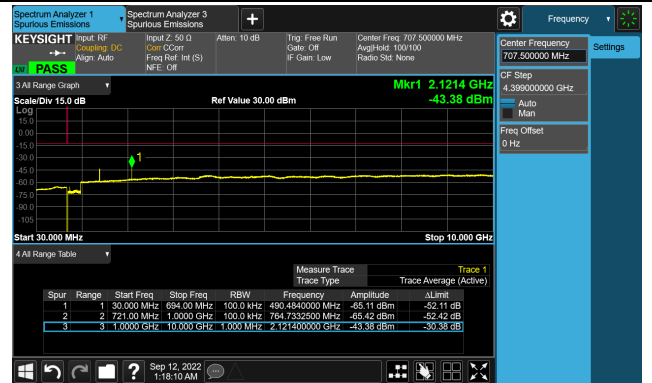 Spectrum Analyzer 1
Spurious Emissions
Spectrum Analyzer 3
Spurious Emissions
Frequency
KEYSIGHT
Input: RF
Coupling: DC
Align: Auto
Input Z: 50 Ω
Corr CCorr
Freq Ref: Int (S)
NFE: Off
Atten: 10 dB
Trig: Free Run
Gate: Off
IF Gain: Low
Center Freq: 707.500000 MHz
Avg|Hold: 100/100
Radio Std: None
LXI
PASS
Center Frequency
707.500000 MHz
Settings
CF Step
4.399000000 GHz
Auto
Man
Freq Offset
0 Hz
3 All Range Graph
Mkr1 2.1214 GHz
Scale/Div 15.0 dB
Ref Value 30.00 dBm
-43.38 dBm
Log
15.0
0.00
-15.0
-30.0
-45.0
-60.0
-75.0
-90.0
-105
1
Start 30.000 MHz
Stop 10.000 GHz
4 All Range Table
Measure Trace
Trace 1
Trace Type
Trace Average (Active)
Spur Range Start Freq Stop Freq RBW Frequency Amplitude ΔLimit
1 1 30.000 MHz 694.00 MHz 100.0 kHz 490.4840000 MHz -65.11 dBm -52.11 dB
2 2 721.00 MHz 1.0000 GHz 100.0 kHz 764.7332500 MHz -65.42 dBm -52.42 dB
3 3 1.0000 GHz 10.000 GHz 1.000 MHz 2.121400000 GHz -43.38 dBm -30.38 dB
?
Sep 12, 2022
1:18:10 AM